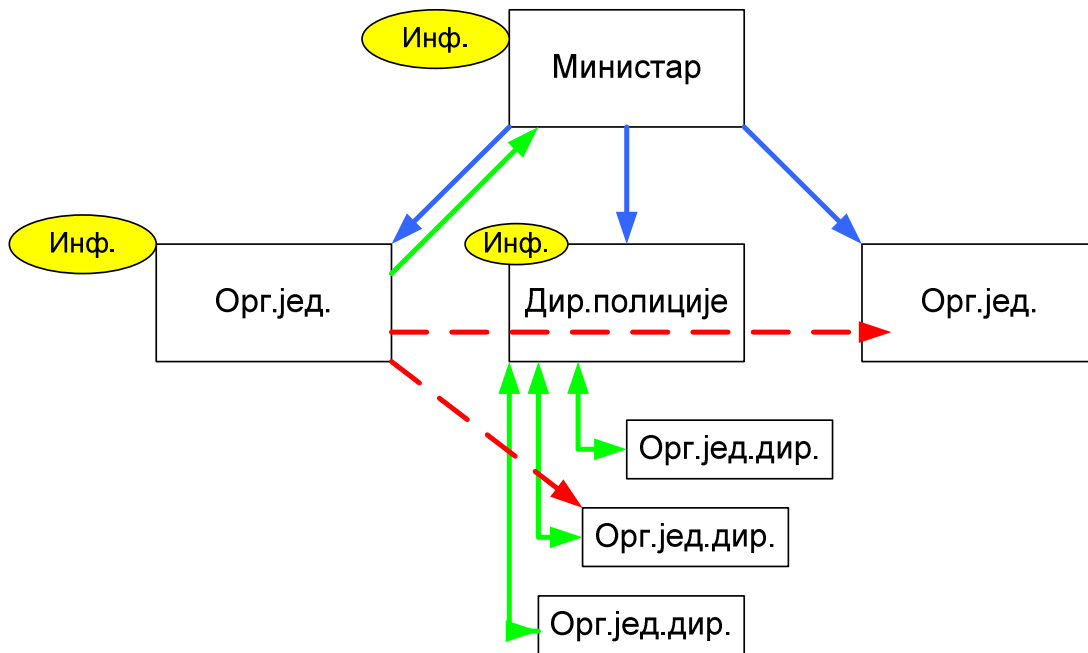 Инф.
Министар
Инф.
Инф.
Орг.јед.
Дир.полиције
Орг.јед.
Орг.јед.дир.
Орг.јед.дир.
Орг.јед.дир.